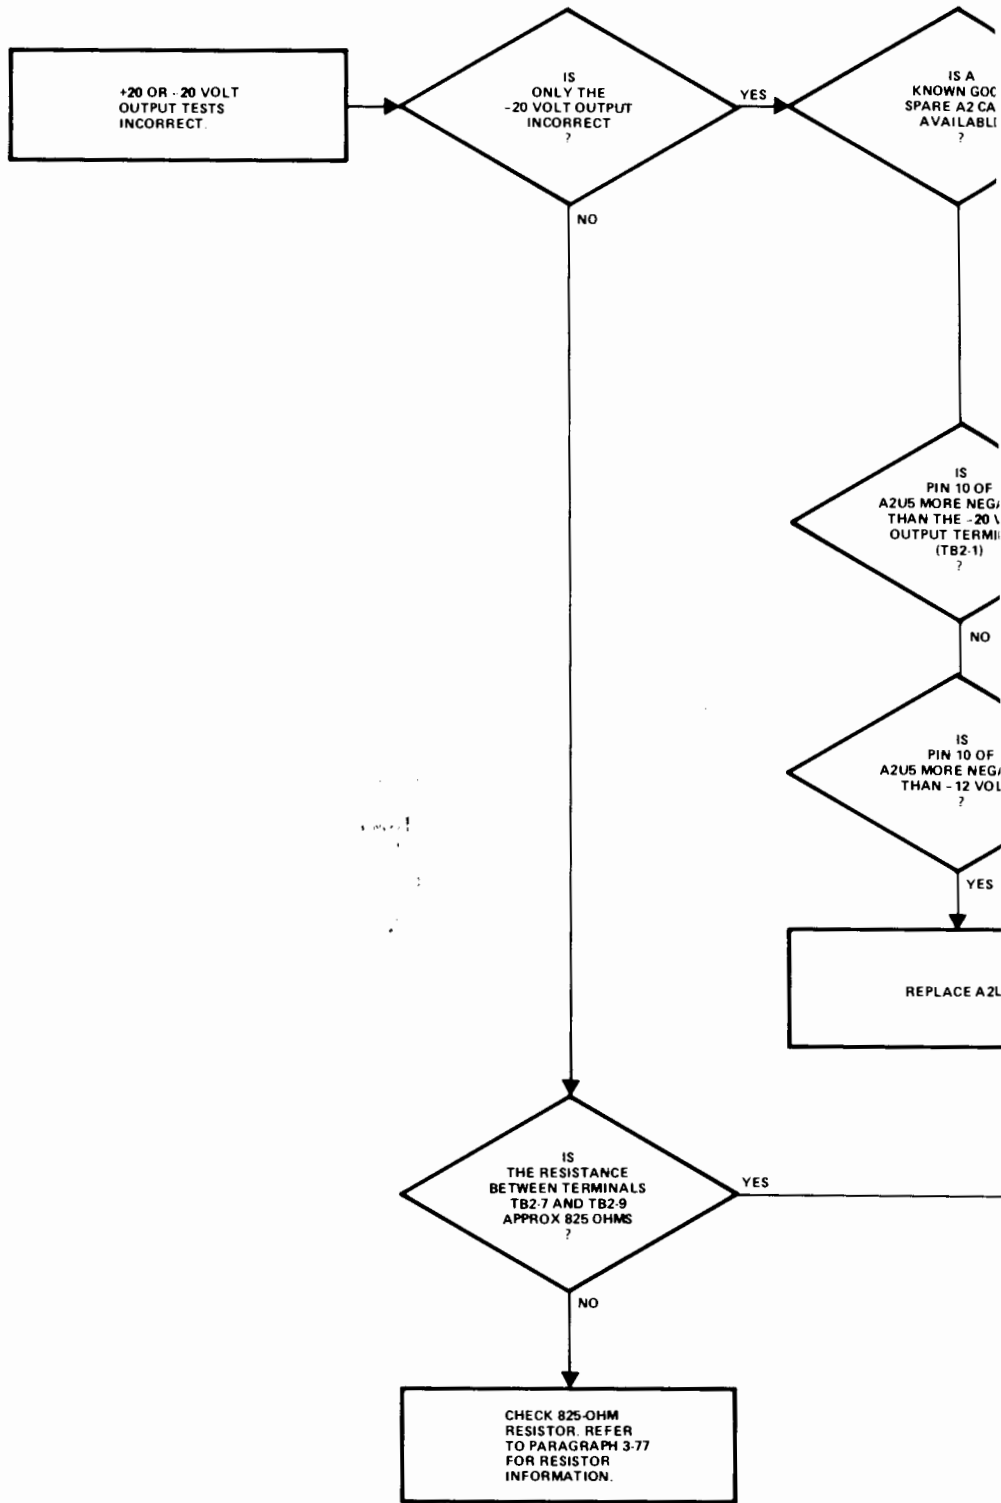 +20 OR -20 VOLT
OUTPUT TESTS
INCORRECT.
IS
ONLY THE
-20 VOLT OUTPUT
INCORRECT
?
YES
NO
IS A
KNOWN
SPARE A2
?
IS
PIN 10 OF
A2U5 MORE
THAN THE -20
OUTPUT
(TB2-1)
?
NO
IS
PIN 10 OF
A2U5 MORE
THAN -12
?
YES
REPLACE
IS
THE RESISTANCE
BETWEEN TERMINALS
TB2-7 AND TB2-9
APPROX 825 OHMS
?
YES
NO
CHECK 825-OHM
RESISTOR. REFER
TO PARAGRAPH 3-77
FOR RESISTOR
INFORMATION.